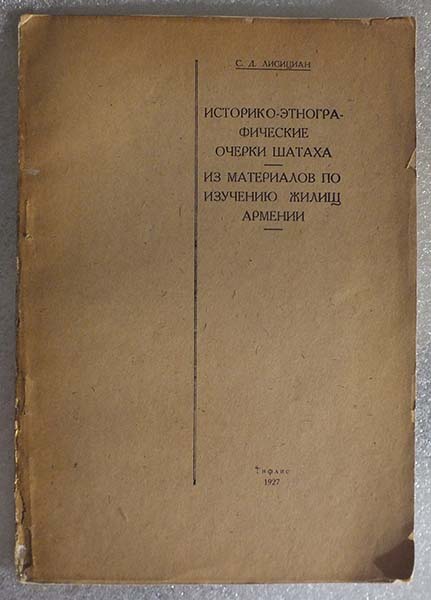 С. Д. ЛИСИЦИАН
ИСТОРИКО-ЭТНОГРА-
ФИЧЕСКИЕ
ОЧЕРКИ ШАТАХА
ИЗ МАТЕРИАЛОВ ПО
ИЗУЧЕНИЮ ЖИЛИЩ
АРМЕНИИ
Тифлис
1927